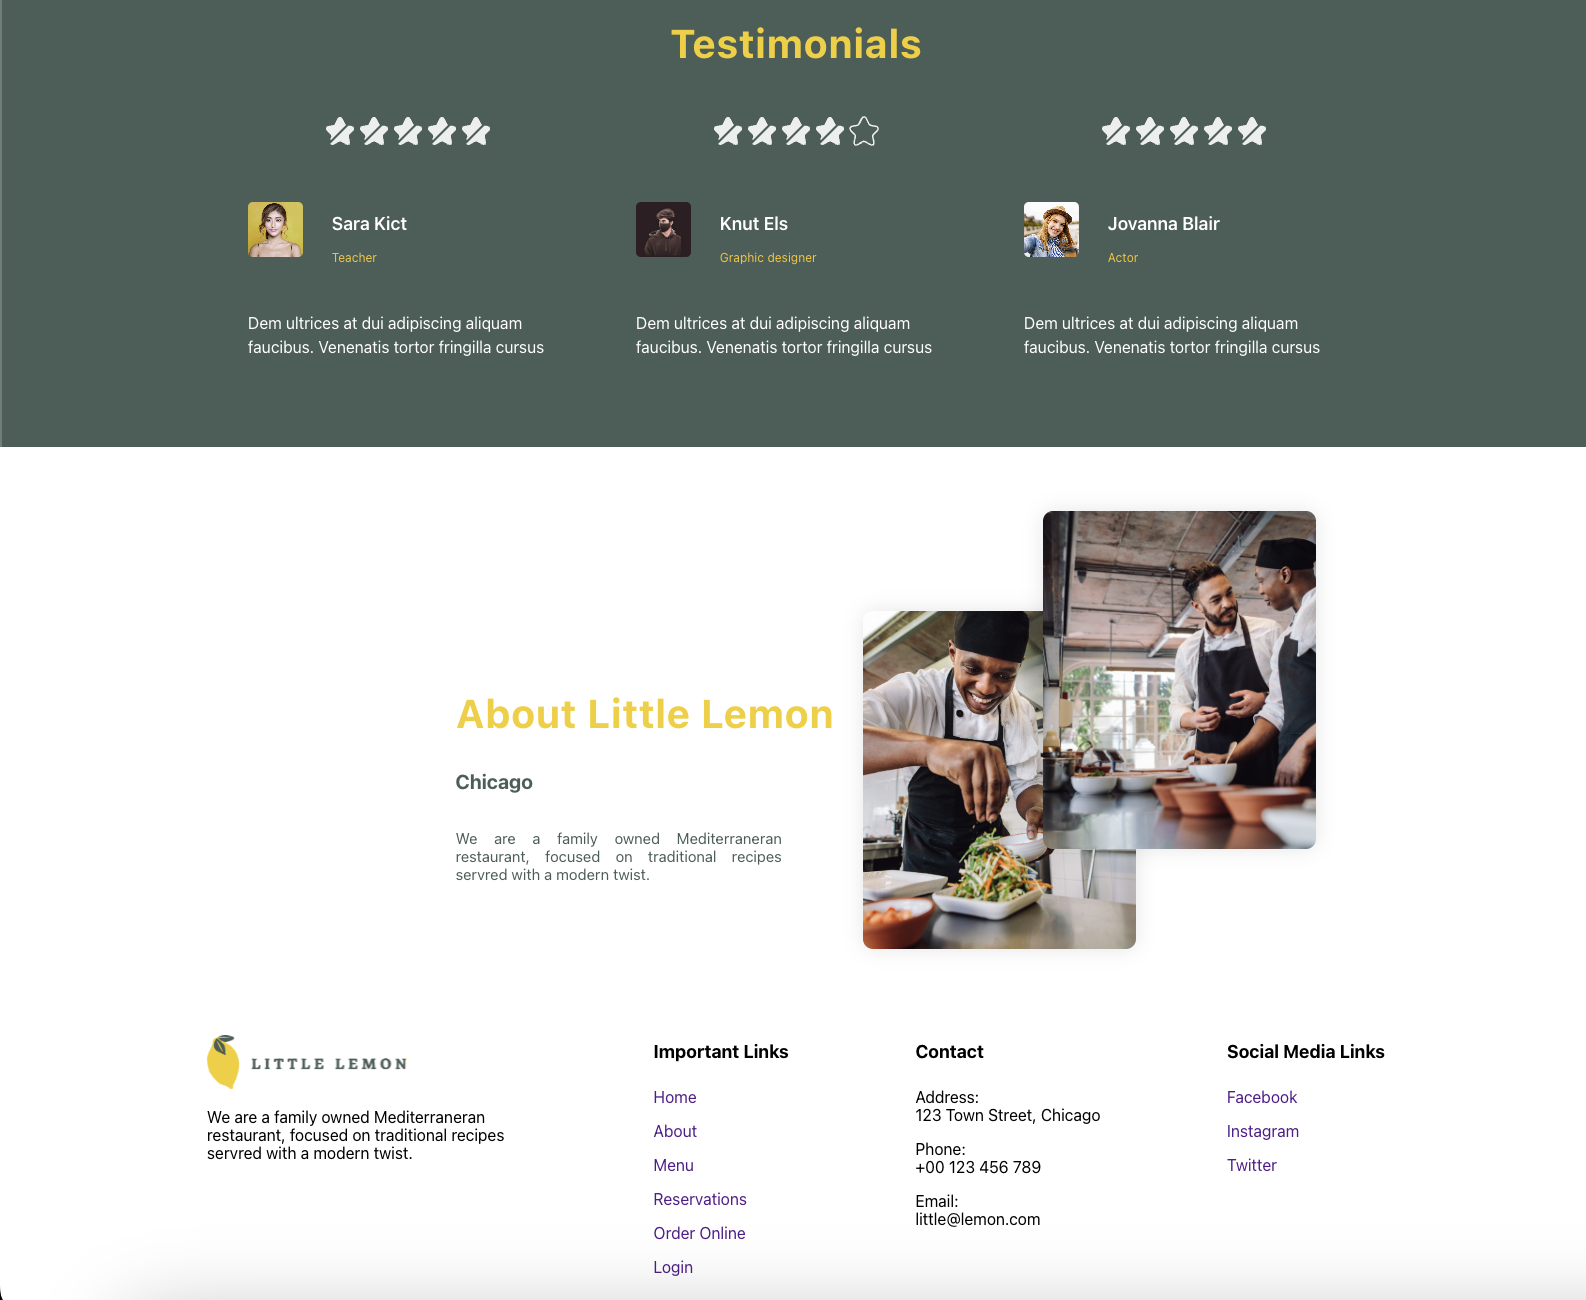 Testimonials
Sara Kict
Teacher
Dem ultrices at dui adipiscing aliquam
faucibus. Venenatis tortor fringilla cursus
Knut Els
Graphic designer
Dem ultrices at dui adipiscing aliquam
faucibus. Venenatis tortor fringilla cursus
Jovanna Blair
Actor
Dem ultrices at dui adipiscing aliquam
faucibus. Venenatis tortor fringilla cursus
About Little Lemon
Chicago
We are a family owned Mediterraneran
restaurant, focused on traditional recipes
servred with a modern twist.
LITTLE LEMON
We are a family owned Mediterraneran
restaurant, focused on traditional recipes
servred with a modern twist.
Important Links
Home
About
Menu
Reservations
Order Online
Login
Contact
Address:
123 Town Street, Chicago
Phone:
+00 123 456 789
Email:
little@lemon.com
Social Media Links
Facebook
Instagram
Twitter